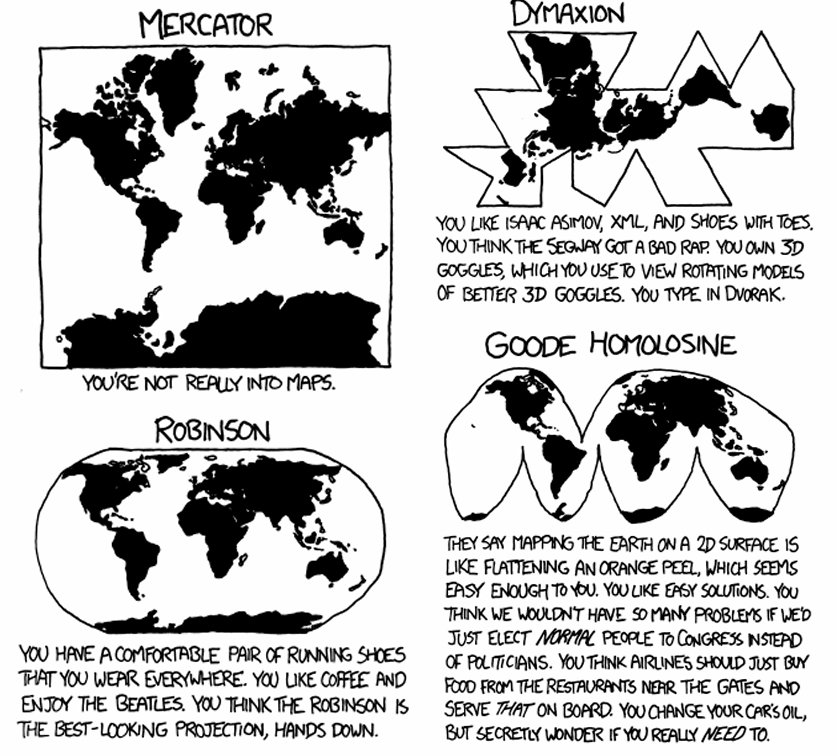 MERCATOR
YOU'RE NOT REALLY INTO MAPS.
ROBINSON
YOU HAVE A COMFORTABLE PAIR OF RUNNING SHOES
THAT YOU WEAR EVERYWHERE. YOU LIKE COFFEE AND
ENJOY THE BEATLES. YOU THINK THE ROBINSON IS
THE BEST-LOOKING PROJECTION, HANDS DOWN.
DYMAXION
YOU LIKE ISAAC ASIMOV, XML, AND SHOES WITH TOES.
YOU THINK THE SEGWAY GOT A BAD RAP. YOU OWN 3D
GOGGLES, WHICH YOU USE TO VIEW ROTATING MODELS
OF BETTER 3D GOGGLES. YOU TYPE IN DVORAK.
GOODE HOMOLOSINE
THEY SAY MAPPING THE EARTH ON A 2D SURFACE IS
LIKE FLATTENING AN ORANGE PEEL, WHICH SEEMS
EASY ENOUGH TO YOU. YOU LIKE EASY SOLUTIONS. YOU
THINK WE WOULDN'T HAVE SO MANY PROBLEMS IF WE'D
JUST ELECT NORMAL PEOPLE TO CONGRESS INSTEAD
OF POLITICIANS. YOU THINK AIRLINES SHOULD JUST BUY
FOOD FROM THE RESTAURANTS NEAR THE GATES AND
SERVE THAT ON BOARD. YOU CHANGE YOUR CAR'S OIL,
BUT SECRETLY WONDER IF YOU REALLY NEED TO.